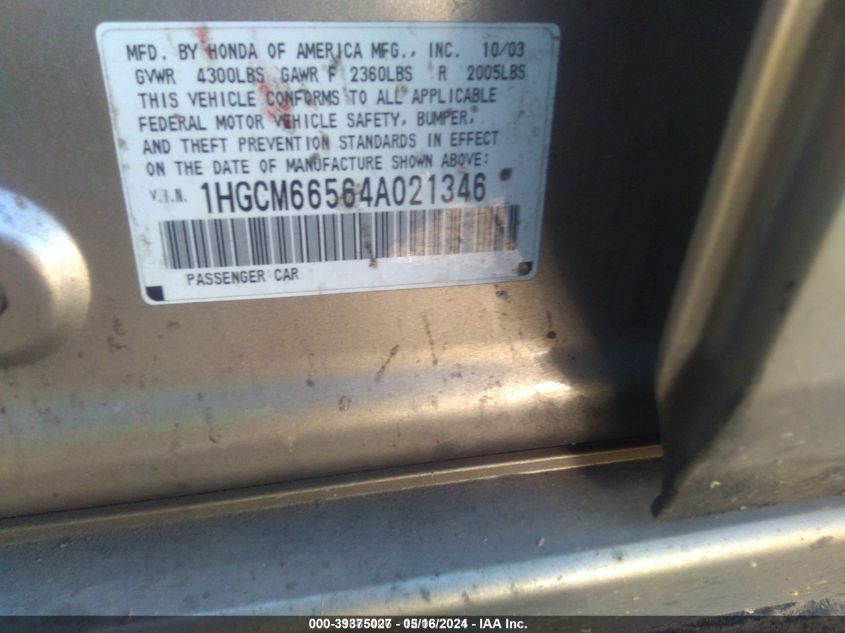 MFD. BY HONDA OF AMERICA MFG., INC. 10/03
GVWR 4300LBS GAWR F 2360LBS R 2005LBS
THIS VEHICLE CONFORMS TO ALL APPLICABLE
FEDERAL MOTOR VEHICLE SAFETY, BUMPER,
AND THEFT PREVENTION STANDARDS IN EFFECT
ON THE DATE OF MANUFACTURE SHOWN ABOVE:
V.I.N. 1HGCM66564A021346
PASSENGER CAR
000-39375027 - 05/16/2024 - IAA Inc.